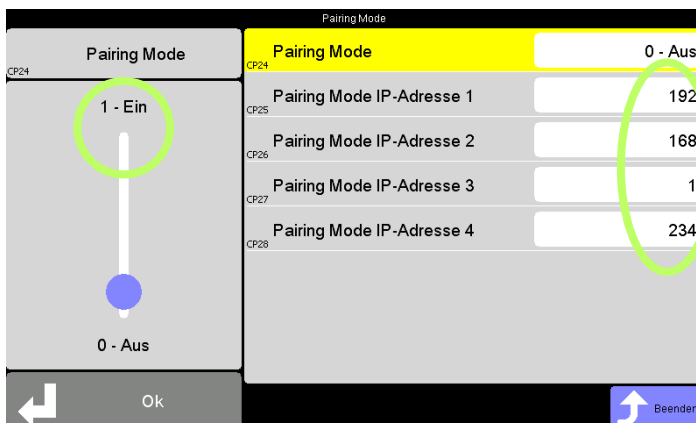 Pairing Mode
Pairing Mode
CP24
1 - Ein
0 - Aus
Ok
Pairing Mode 0 - Aus
CP24
Pairing Mode IP-Adresse 1 192
CP25
Pairing Mode IP-Adresse 2 168
CP26
Pairing Mode IP-Adresse 3 1
CP27
Pairing Mode IP-Adresse 4 234
CP28
Beenden